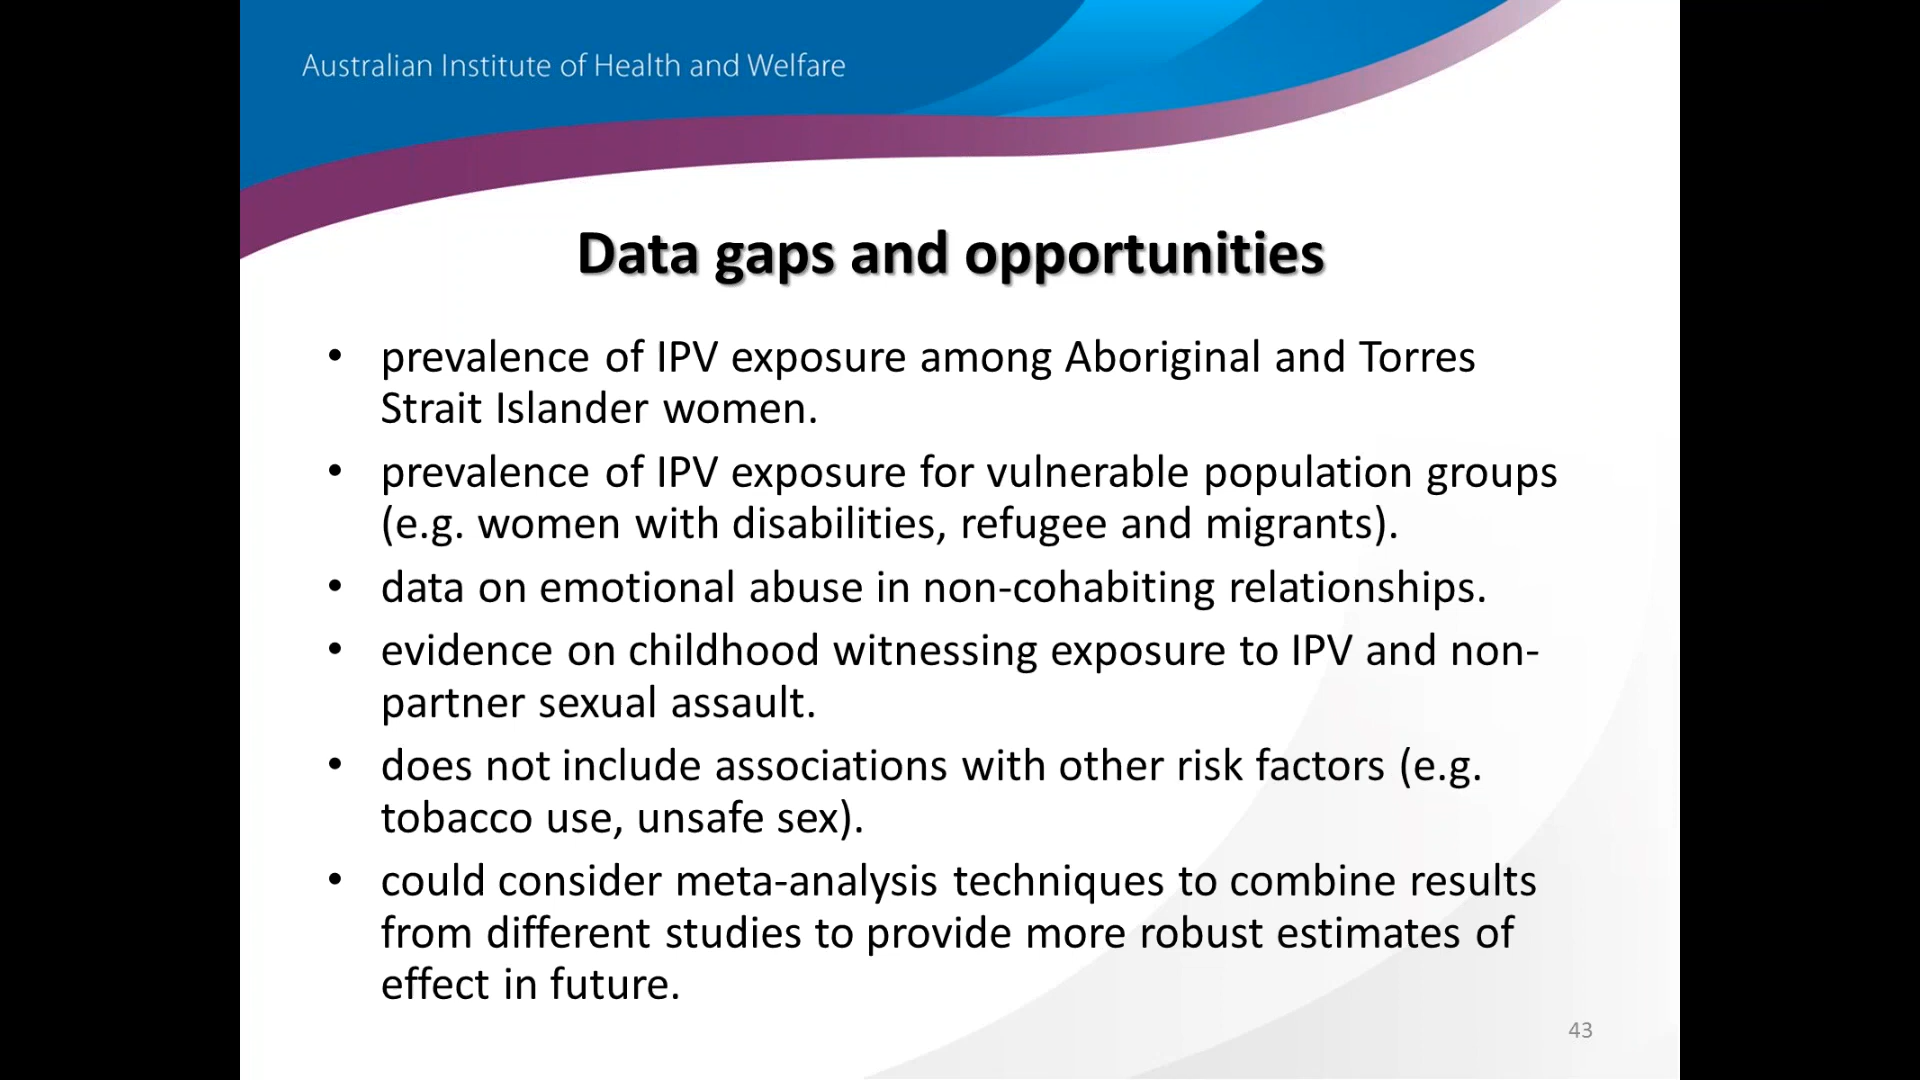 Australian Institute of Health and Welfare
Data gaps and opportunities
• prevalence of IPV exposure among Aboriginal and Torres
Strait Islander women.
• prevalence of IPV exposure for vulnerable population groups
(e.g. women with disabilities, refugee and migrants).
• data on emotional abuse in non-cohabiting relationships.
• evidence on childhood witnessing exposure to IPV and non-
partner sexual assault.
• does not include associations with other risk factors (e.g.
tobacco use, unsafe sex).
• could consider meta-analysis techniques to combine results
from different studies to provide more robust estimates of
effect in future.
43